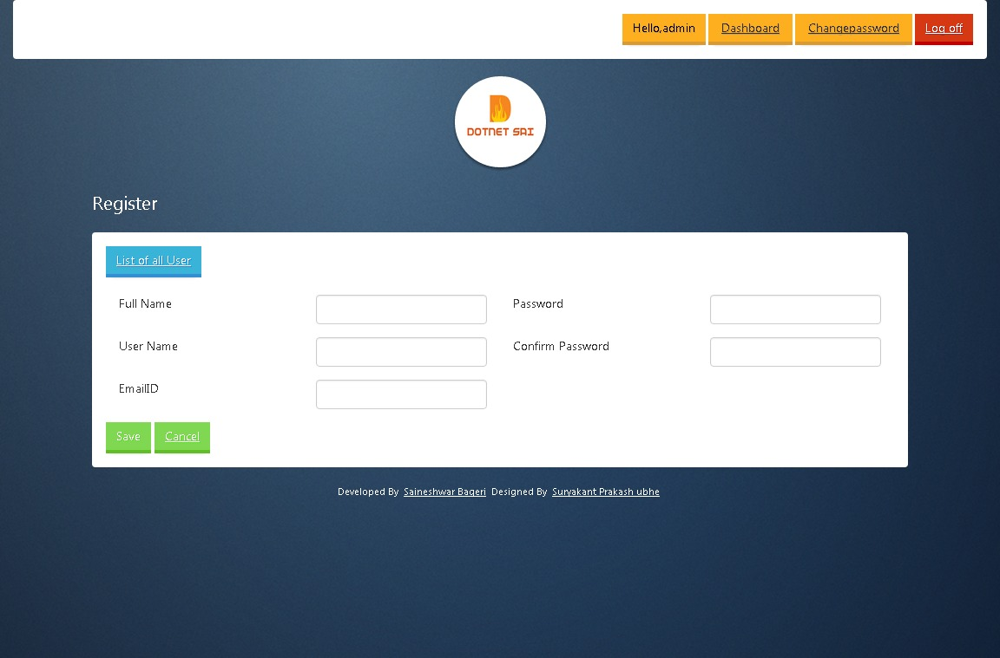 Hello,admin Dashboard Changepassword Log off
D
DOTNET SAI
Register
List of all User
Full Name Password
User Name Confirm Password
EmailID
Save Cancel
Developed By Saineshwar Bageri Designed By Suryakant Prakash ubhe